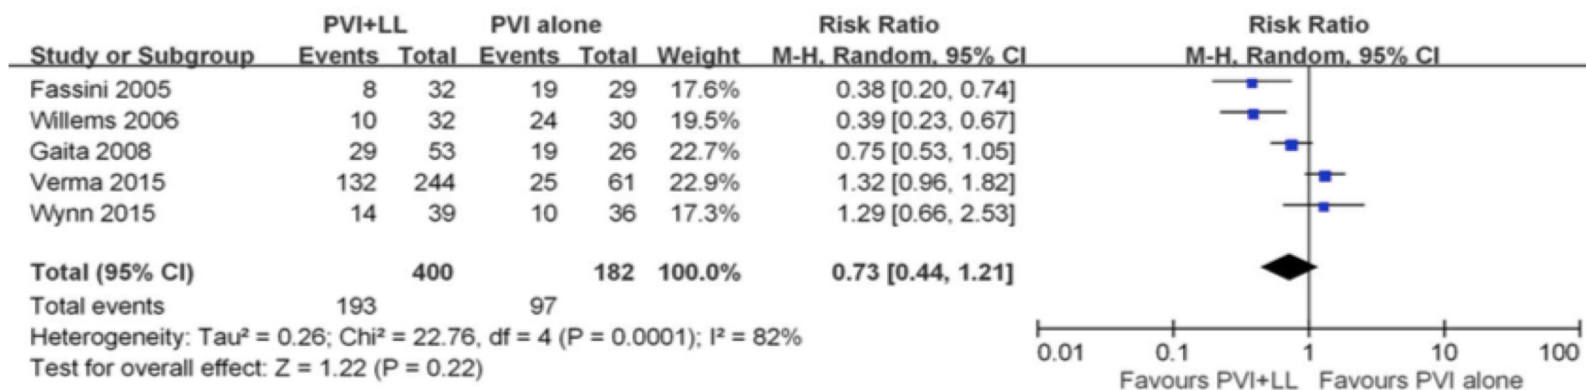 PVI+LL PVI alone Risk Ratio Risk Ratio
Study or Subgroup Events Total Events Total Weight M-H, Random, 95% CI M-H, Random, 95% CI
Fassini 2005 8 32 19 29 17.6% 0.38 [0.20, 0.74]
Willems 2006 10 32 24 30 19.5% 0.39 [0.23, 0.67]
Gaita 2008 29 53 19 26 22.7% 0.75 [0.53, 1.05]
Verma 2015 132 244 25 61 22.9% 1.32 [0.96, 1.82]
Wynn 2015 14 39 10 36 17.3% 1.29 [0.66, 2.53]
Total (95% CI) 400 182 100.0% 0.73 [0.44, 1.21]
Total events 193 97
Heterogeneity: Tau² = 0.26; Chi² = 22.76, df = 4 (P = 0.0001); I² = 82%
Test for overall effect: Z = 1.22 (P = 0.22)
0.01 0.1 1 10 100
Favours PVI+LL Favours PVI alone